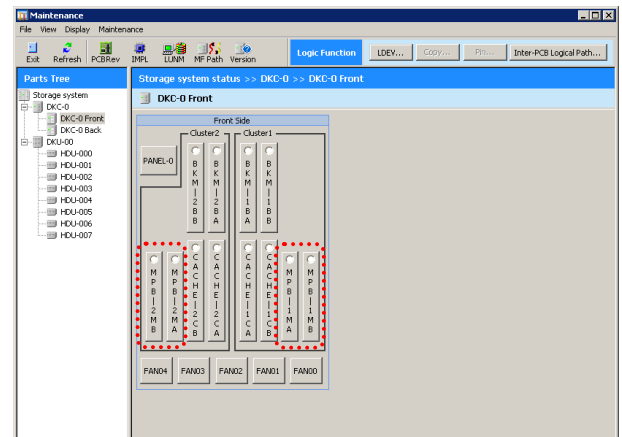 Maintenance
File View Display Maintenance
Exit Refresh PCBRev IMPL LUNM MF Path Version Logic Function LDEV... Copy... Pin... Inter-PCB Logical Path...
Parts Tree
Storage system
DKC-0
DKC-0 Front
DKC-0 Back
DKU-00
HDU-000
HDU-001
HDU-002
HDU-003
HDU-004
HDU-005
HDU-006
HDU-007
Storage system status >> DKC-0 >> DKC-0 Front
DKC-0 Front
Front Side
Cluster2 Cluster1
PANEL-0
BKM|2BB
BKM|2BA
BKM|1BA
BKM|1BB
MPB|2MB
MPB|2MA
CACHE|2CB
CACHE|2CA
CACHE|1CA
CACHE|1CB
MPB|1MA
MPB|1MB
FAN04 FAN03 FAN02 FAN01 FAN00